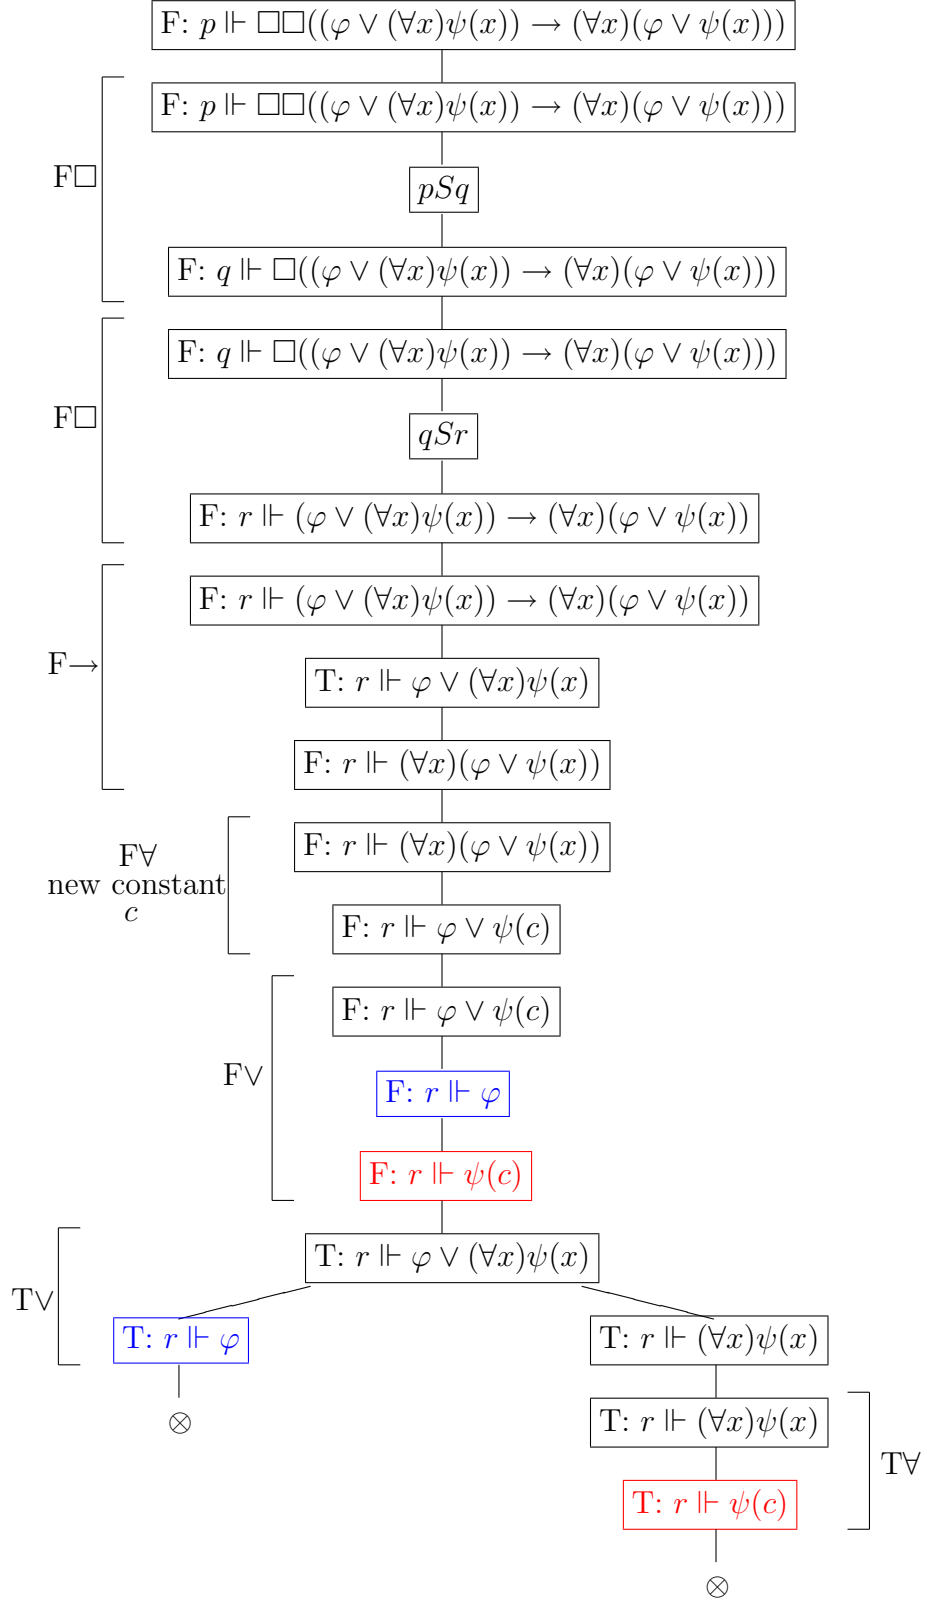 F: p ⊩ □□((φ ∨ (∀x)ψ(x)) → (∀x)(φ ∨ ψ(x)))
F: p ⊩ □□((φ ∨ (∀x)ψ(x)) → (∀x)(φ ∨ ψ(x)))
F□
pSq
F: q ⊩ □((φ ∨ (∀x)ψ(x)) → (∀x)(φ ∨ ψ(x)))
F: q ⊩ □((φ ∨ (∀x)ψ(x)) → (∀x)(φ ∨ ψ(x)))
F□
qSr
F: r ⊩ (φ ∨ (∀x)ψ(x)) → (∀x)(φ ∨ ψ(x))
F: r ⊩ (φ ∨ (∀x)ψ(x)) → (∀x)(φ ∨ ψ(x))
F→
T: r ⊩ φ ∨ (∀x)ψ(x)
F: r ⊩ (∀x)(φ ∨ ψ(x))
F: r ⊩ (∀x)(φ ∨ ψ(x))
F∀
new constant
c
F: r ⊩ φ ∨ ψ(c)
F: r ⊩ φ ∨ ψ(c)
F∨
F: r ⊩ φ
F: r ⊩ ψ(c)
T: r ⊩ φ ∨ (∀x)ψ(x)
T∨
T: r ⊩ φ
T: r ⊩ (∀x)ψ(x)
⊗
T: r ⊩ (∀x)ψ(x)
T∀
T: r ⊩ ψ(c)
⊗